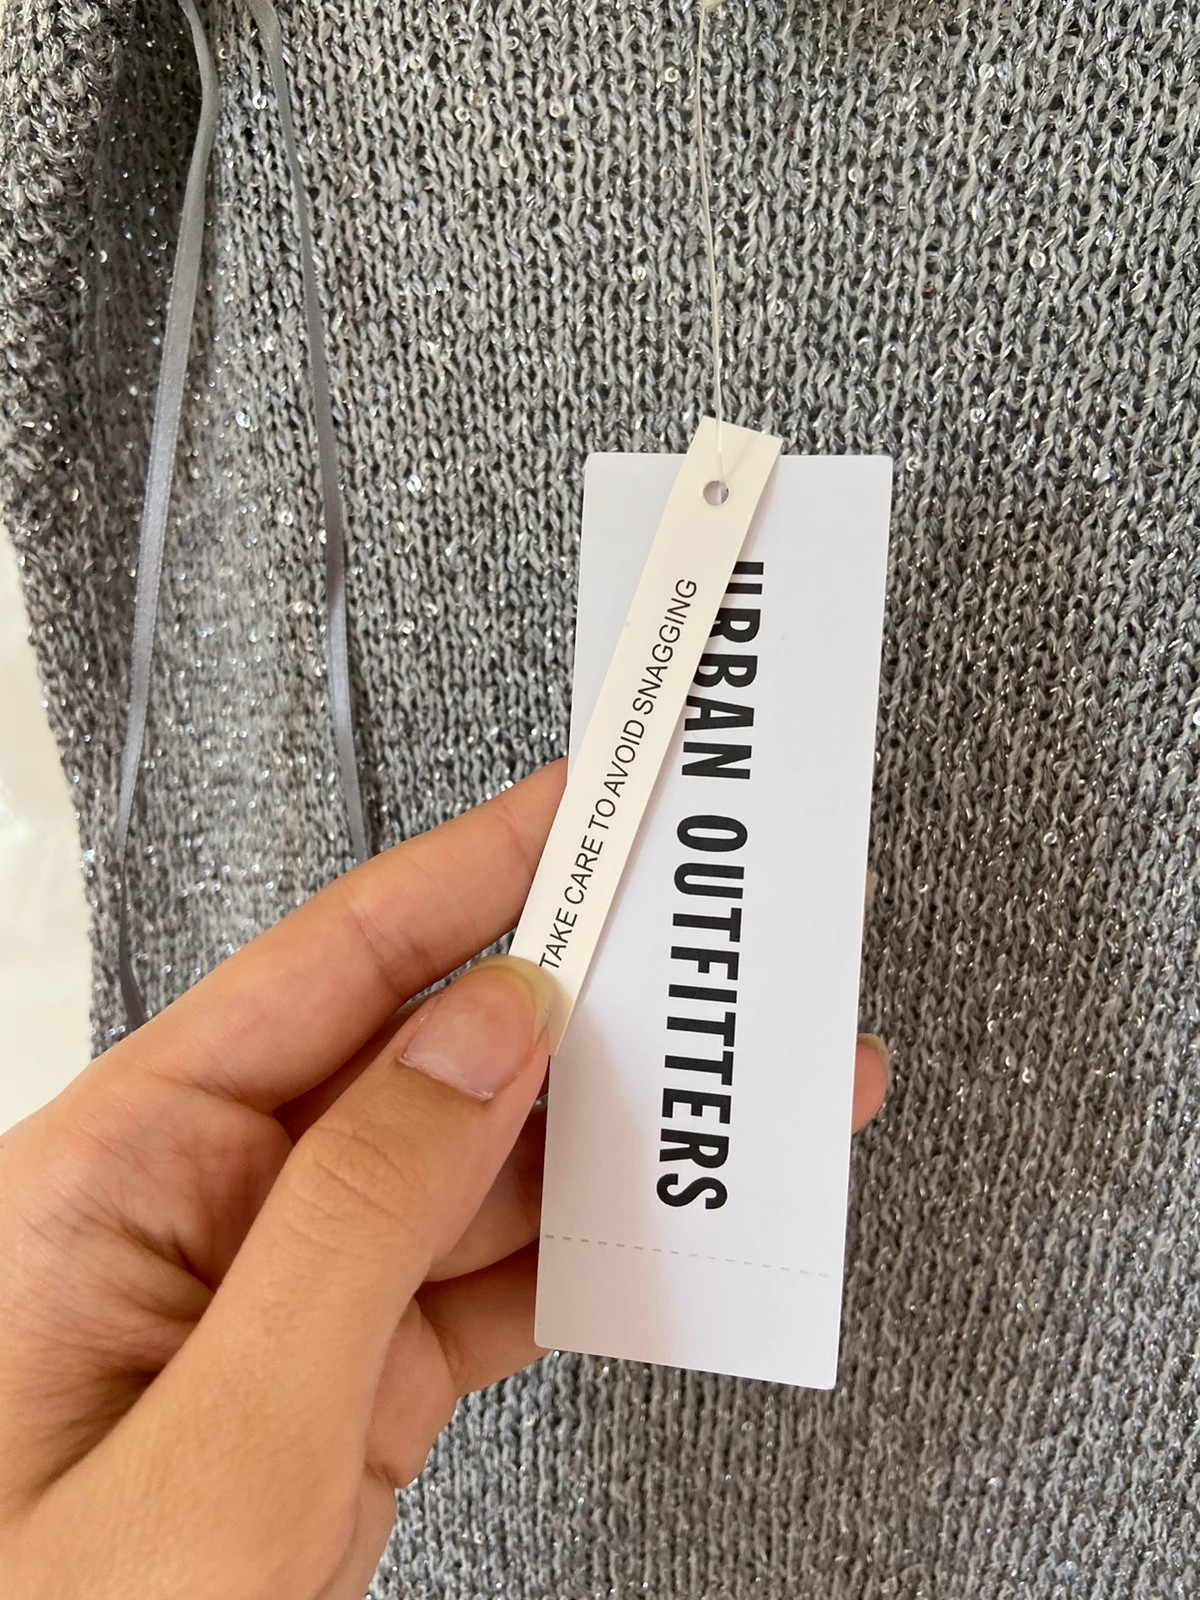 TAKE CARE TO AVOID SNAGGING
URBAN OUTFITTERS